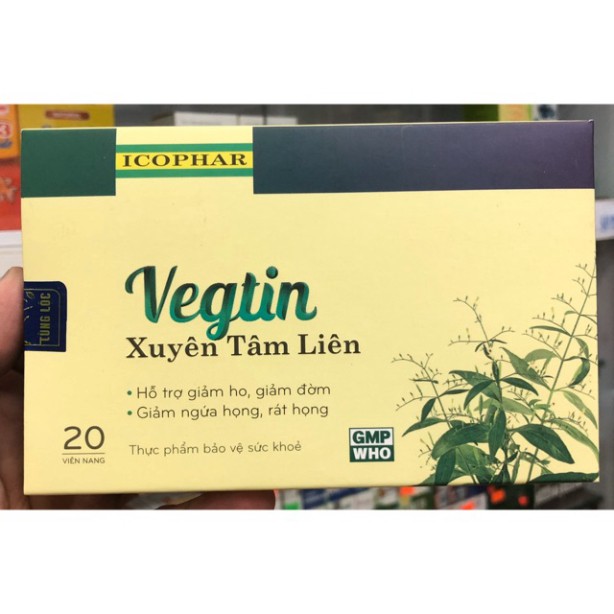 ICOPHAR
TÙNG LỘC
Vegtin
Xuyên Tâm Liên
• Hỗ trợ giảm ho, giảm đờm
• Giảm ngứa họng, rát họng
20
VIÊN NANG
Thực phẩm bảo vệ sức khoẻ
GMP
WHO